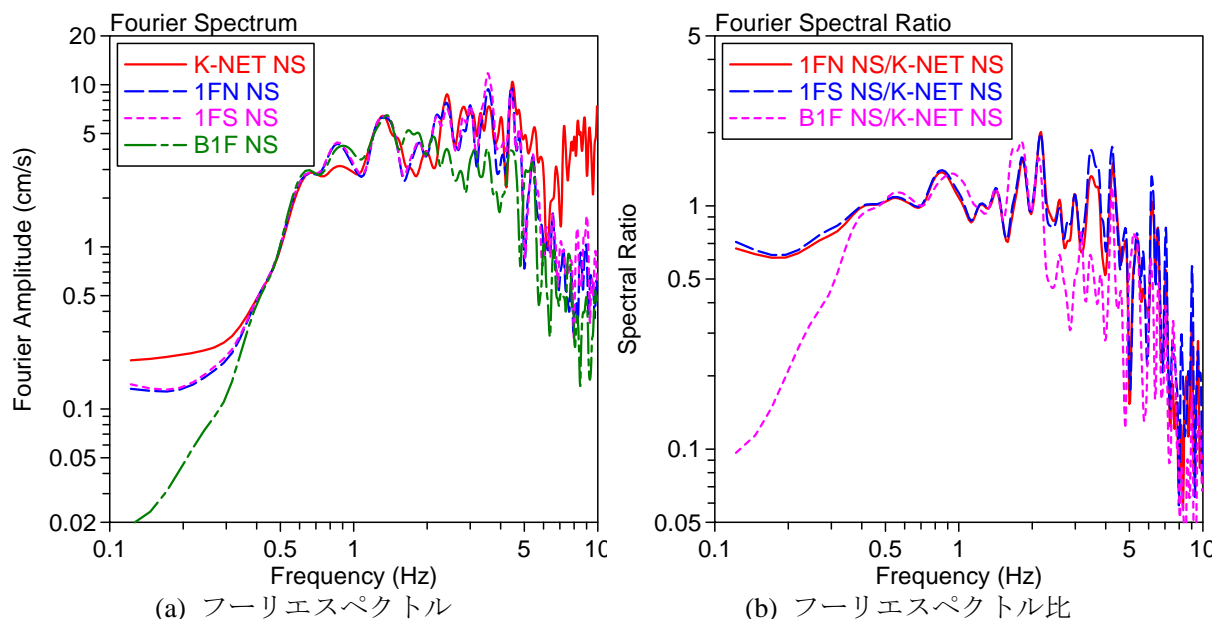 Fourier Spectrum
20
10
5
1
0.5
0.1
0.05
0.02
Fourier Amplitude (cm/s)
K-NET NS
1FN NS
1FS NS
B1F NS
0.1
0.5
1
5
10
Frequency (Hz)
(a) フーリエスペクトル
Fourier Spectral Ratio
5
1
0.5
0.1
0.05
Spectral Ratio
1FN NS/K-NET NS
1FS NS/K-NET NS
B1F NS/K-NET NS
0.1
0.5
1
5
10
Frequency (Hz)
(b) フーリエスペクトル比